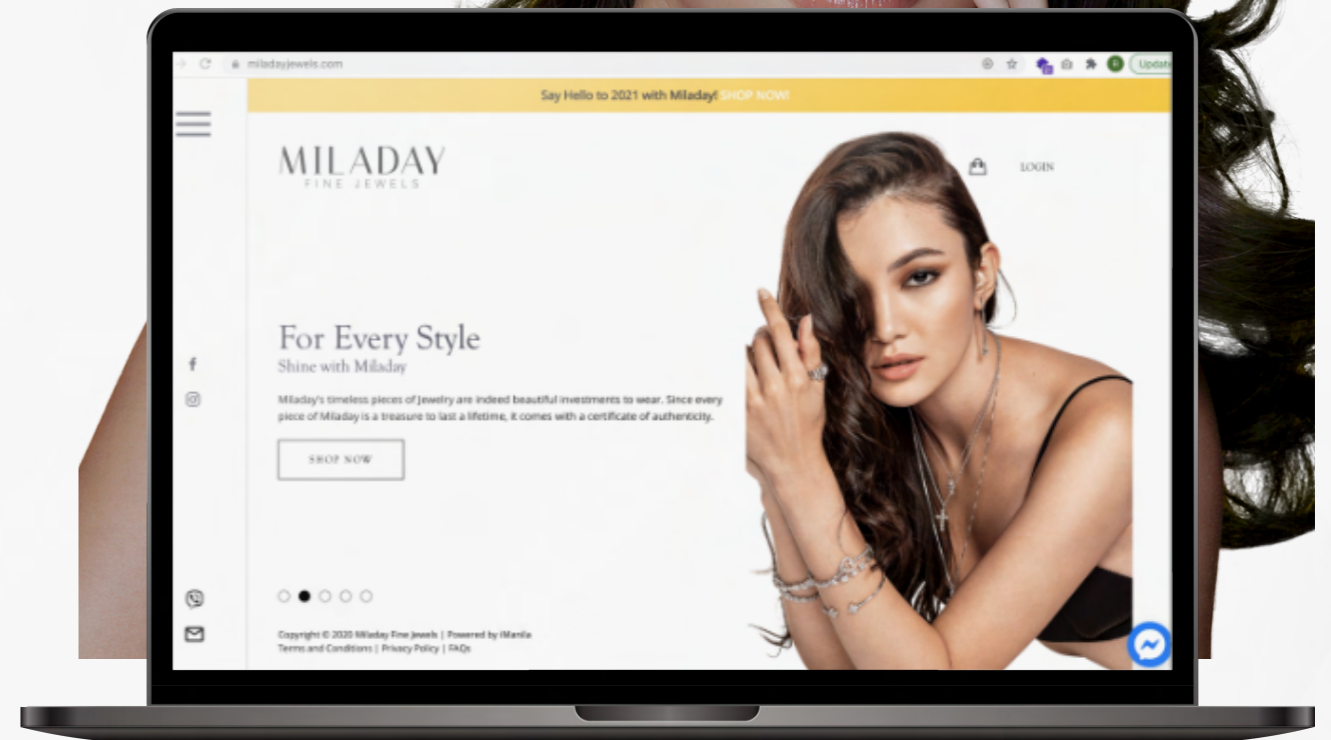 miladayjewels.com
Update
Say Hello to 2021 with Miladay! SHOP NOW!
MILADAY
FINE JEWELS
LOGIN
For Every Style
Shine with Miladay
Miladay's timeless pieces of Jewelry are indeed beautiful investments to wear. Since every
piece of Miladay is a treasure to last a lifetime, it comes with a certificate of authenticity.
SHOP NOW
Copyright © 2020 Miladay Fine Jewels | Powered by iManila
Terms and Conditions | Privacy Policy | FAQs